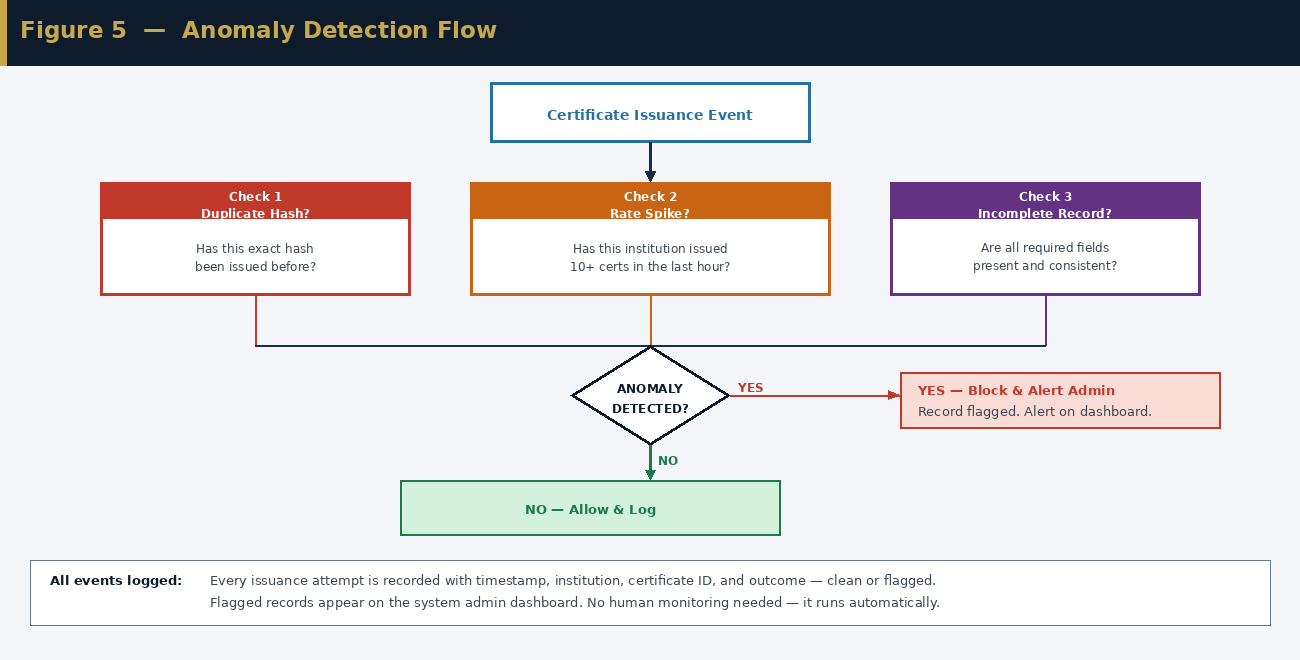 Figure 5 — Anomaly Detection Flow
Certificate Issuance Event
Check 1
Duplicate Hash?
Has this exact hash
been issued before?
Check 2
Rate Spike?
Has this institution issued
10+ certs in the last hour?
Check 3
Incomplete Record?
Are all required fields
present and consistent?
ANOMALY
DETECTED?
YES
YES — Block & Alert Admin
Record flagged. Alert on dashboard.
NO
NO — Allow & Log
All events logged: Every issuance attempt is recorded with timestamp, institution, certificate ID, and outcome — clean or flagged.
Flagged records appear on the system admin dashboard. No human monitoring needed — it runs automatically.